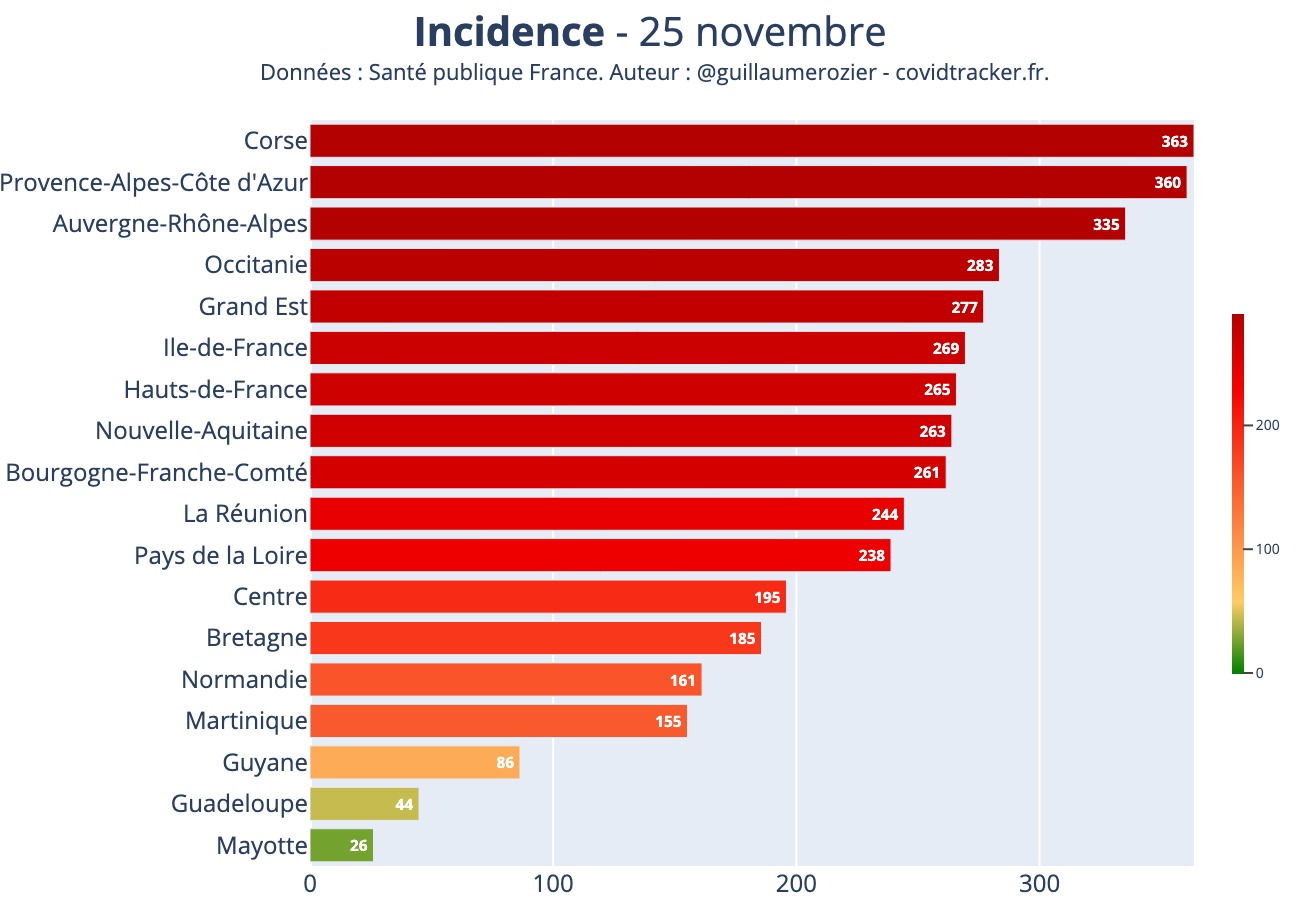 Incidence - 25 novembre
Données : Santé publique France. Auteur : @guillaumerozier - covidtracker.fr.
Corse 363
Provence-Alpes-Côte d'Azur 360
Auvergne-Rhône-Alpes 335
Occitanie 283
Grand Est 277
Ile-de-France 269
Hauts-de-France 265
Nouvelle-Aquitaine 263
Bourgogne-Franche-Comté 261
La Réunion 244
Pays de la Loire 238
Centre 195
Bretagne 185
Normandie 161
Martinique 155
Guyane 86
Guadeloupe 44
Mayotte 26
0 100 200 300
200
100
0